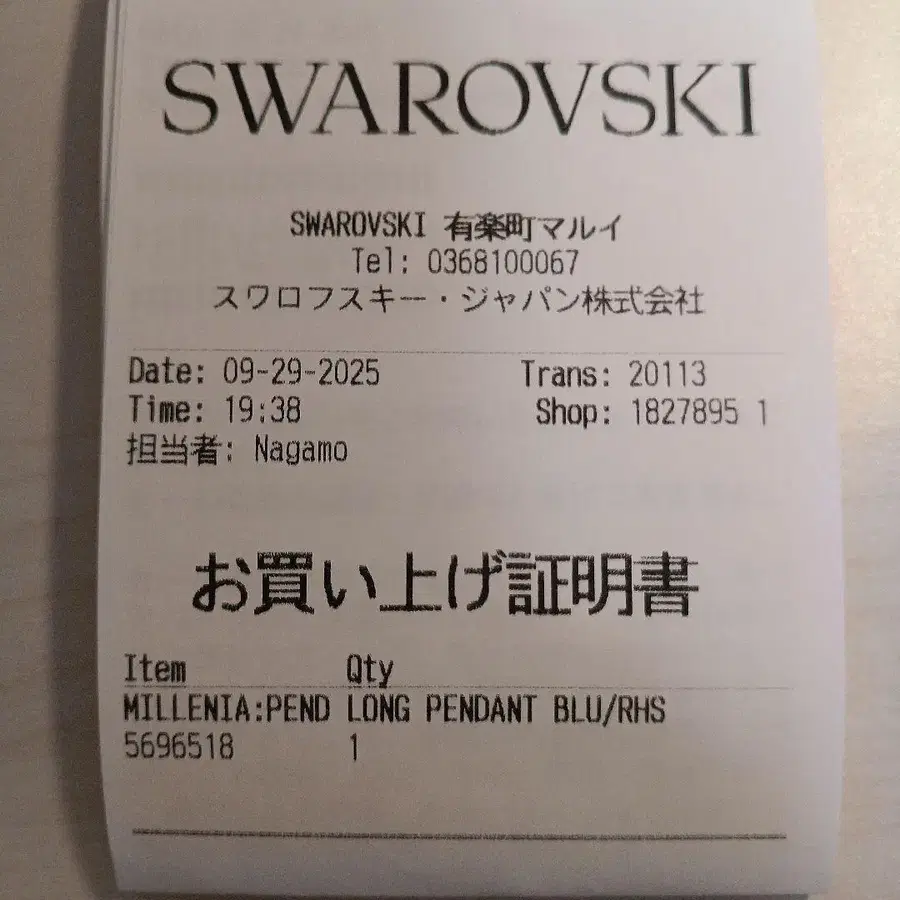 SWAROVSKI
SWAROVSKI 有楽町マルイ
Tel: 0368100067
スワロフスキー・ジャパン株式会社
Date: 09-29-2025 Trans: 20113
Time: 19:38 Shop: 1827895 1
担当者: Nagamo
お買い上げ証明書
Item Qty
MILLENIA:PEND LONG PENDANT BLU/RHS
5696518 1